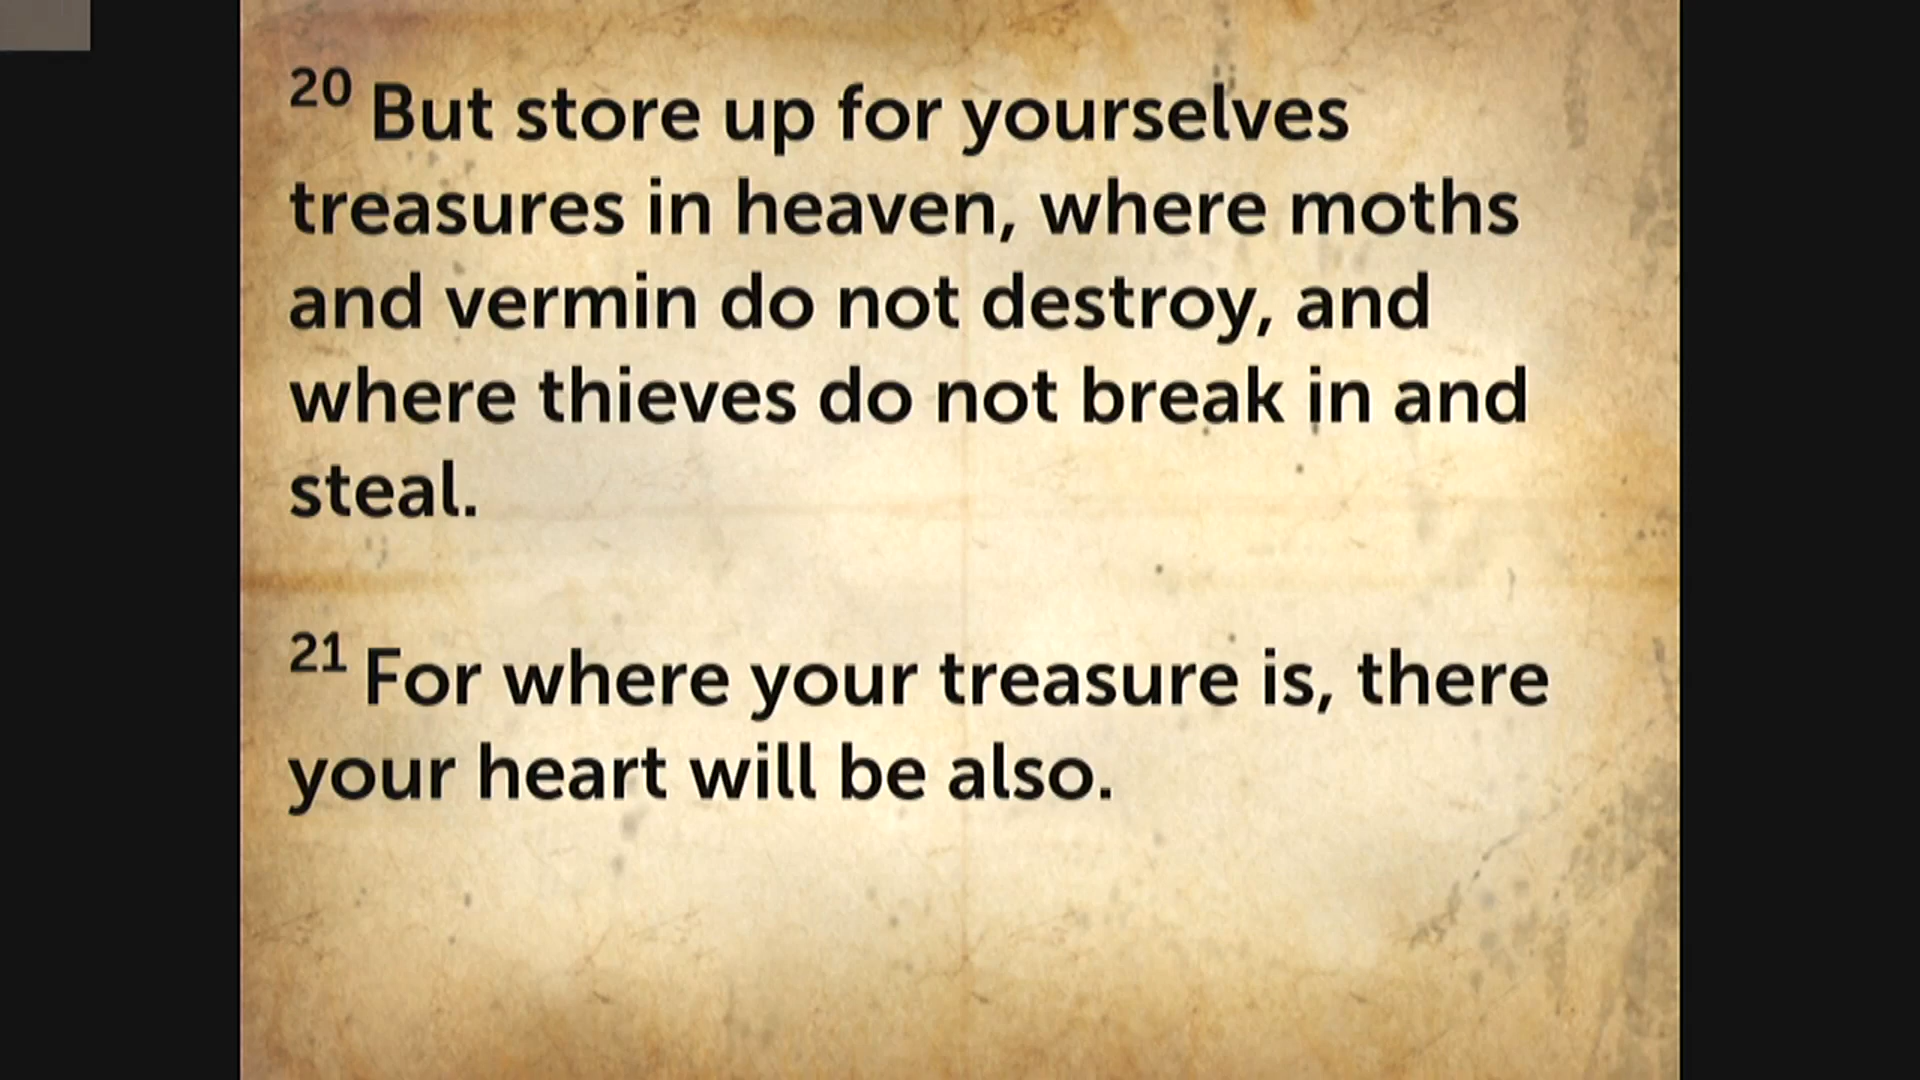 20 But store up for yourselves
treasures in heaven, where moths
and vermin do not destroy, and
where thieves do not break in and
steal.
21 For where your treasure is, there
your heart will be also.